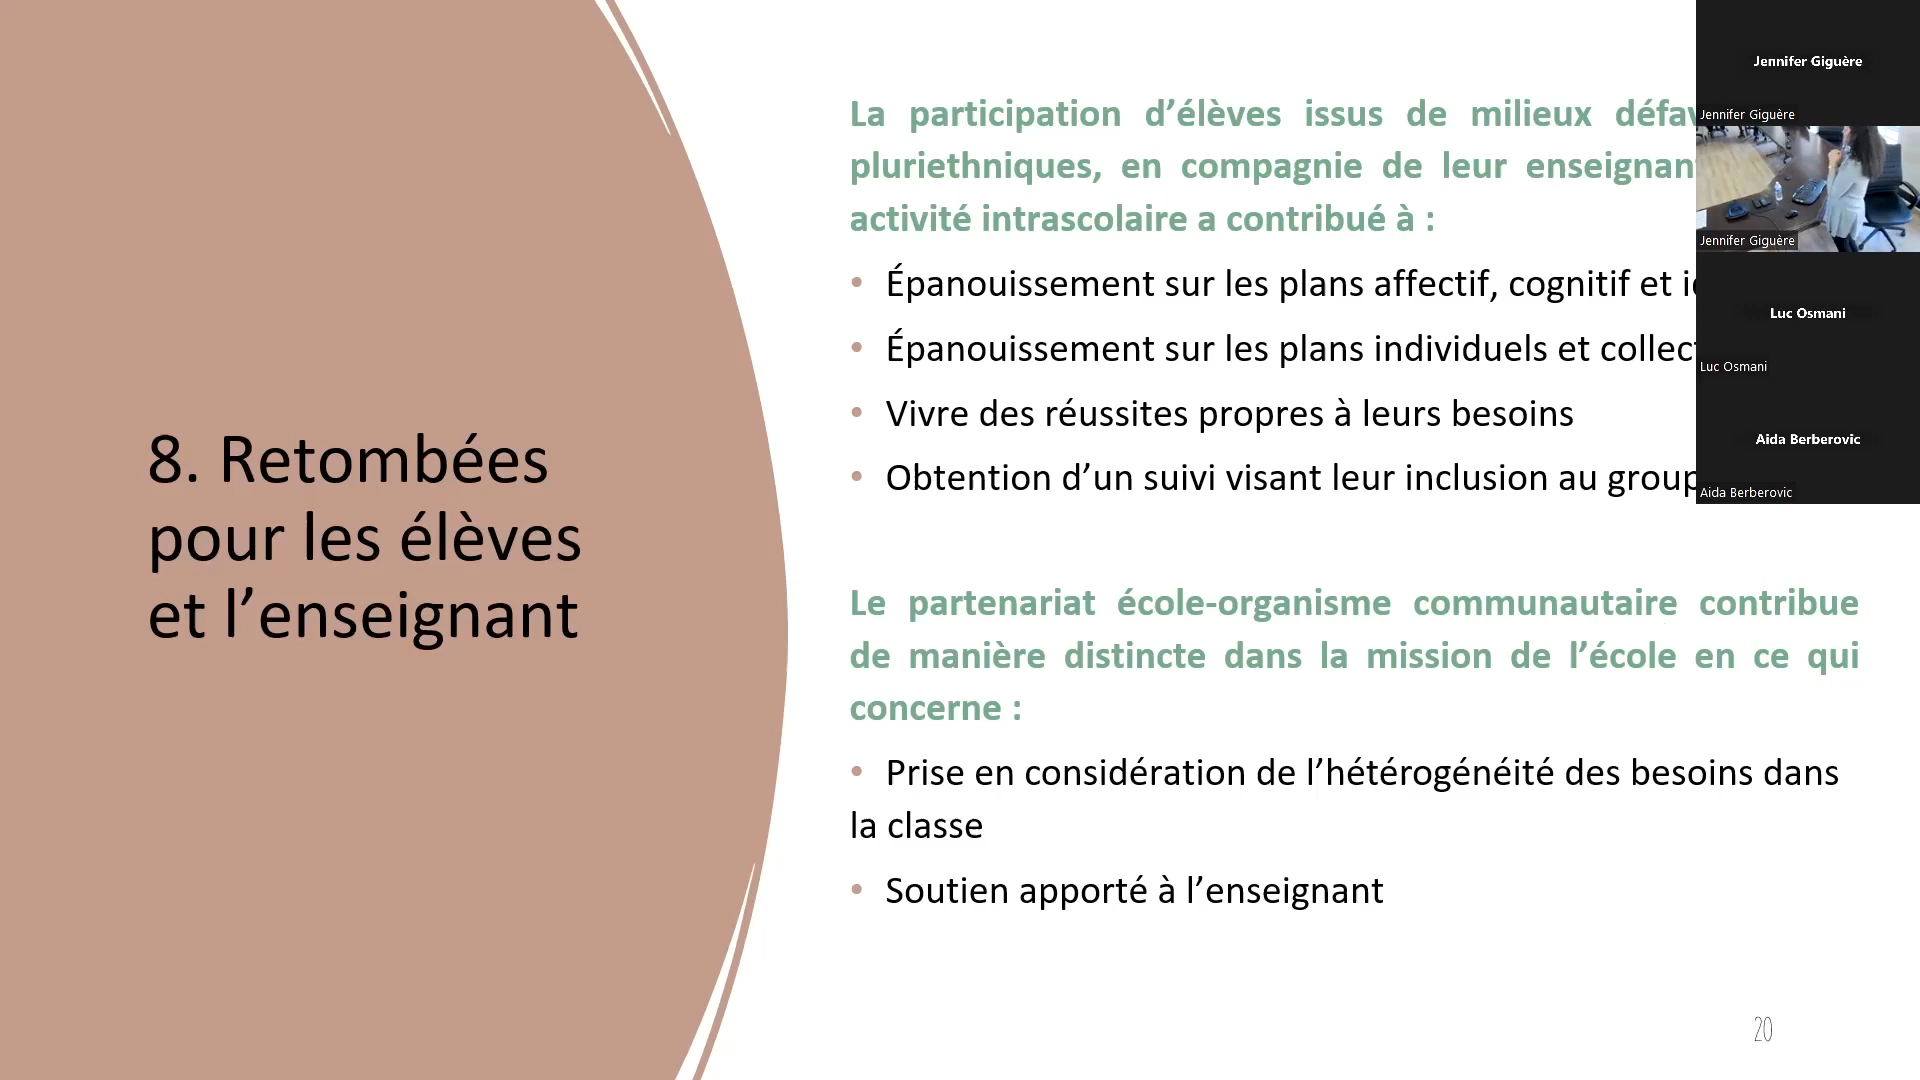 8. Retombées
pour les élèves
et l’enseignant
La participation d’élèves issus de milieux
pluriethniques, en compagnie de leur
activité intrascolaire a contribué à :
• Épanouissement sur les plans affectif, cognitif et
• Épanouissement sur les plans individuels et
• Vivre des réussites propres à leurs besoins
• Obtention d’un suivi visant leur inclusion au
Le partenariat école-organisme communautaire contribue
de manière distincte dans la mission de l’école en ce qui
concerne :
• Prise en considération de l’hétérogénéité des besoins dans
la classe
• Soutien apporté à l’enseignant
20
Jennifer Giguère
Jennifer Giguère
Jennifer Giguère
Luc Osmani
Luc Osmani
Aida Berberovic
Aida Berberovic